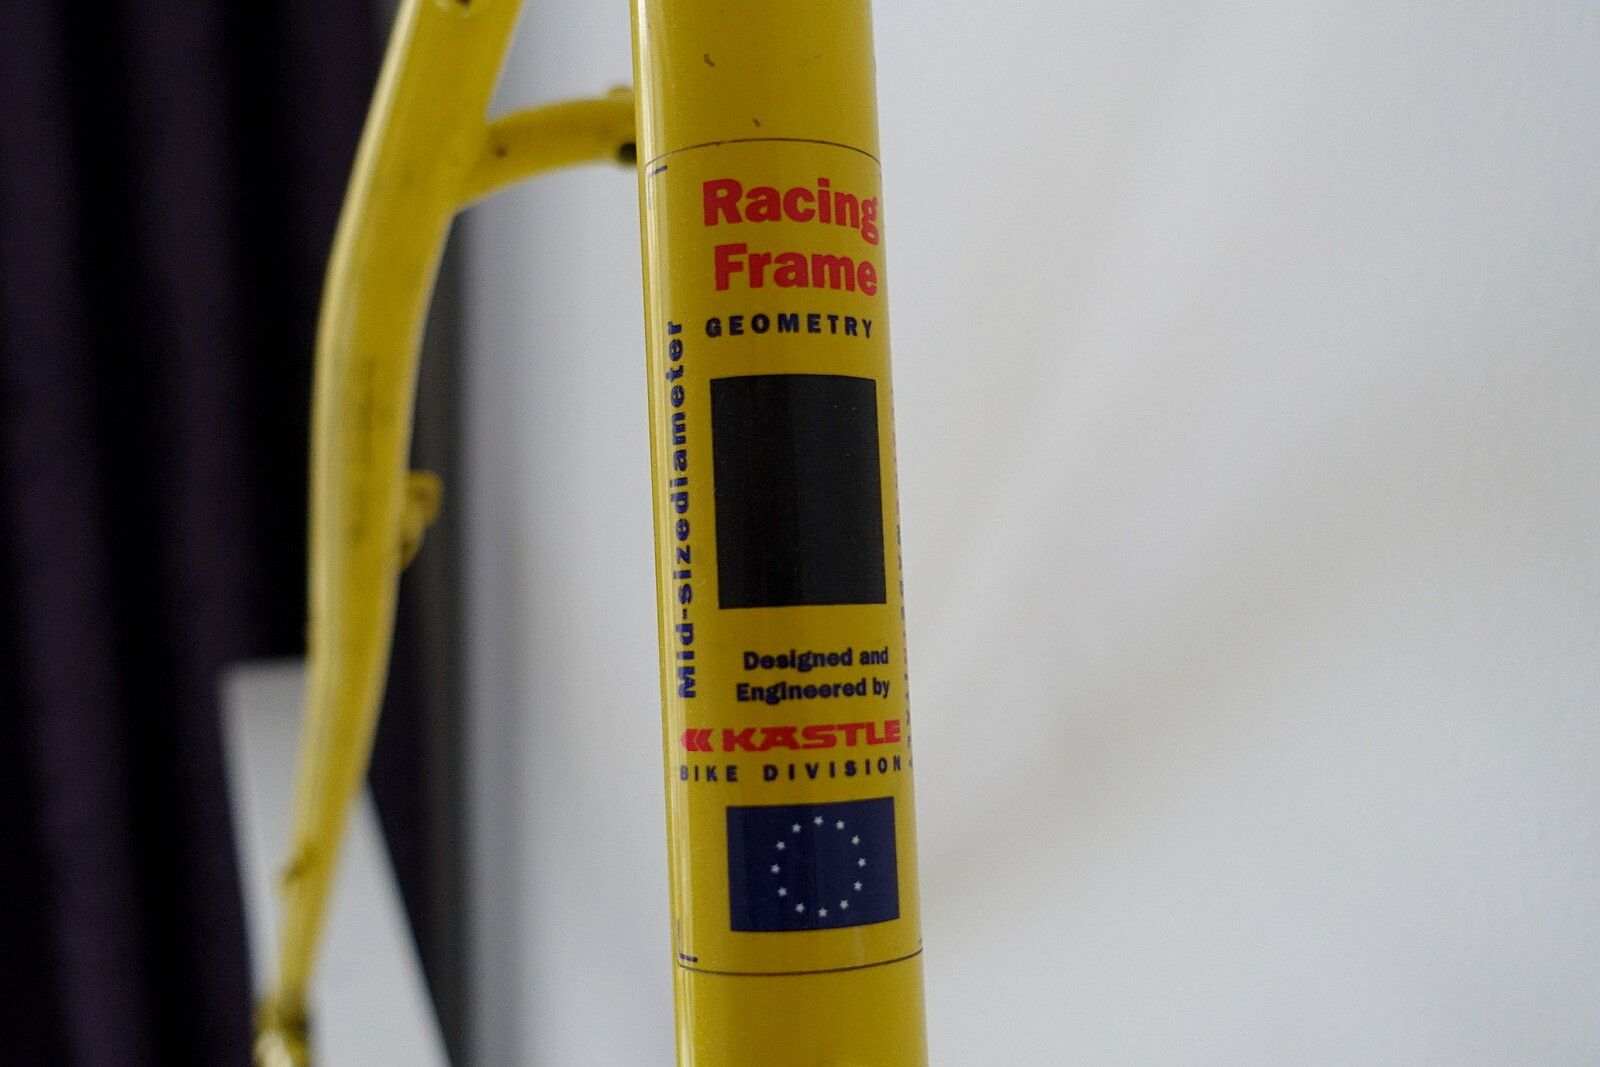 Racing
Frame
GEOMETRY
Mid-sizediameter
Designed and
Engineered by
KÄSTLE
BIKE DIVISION